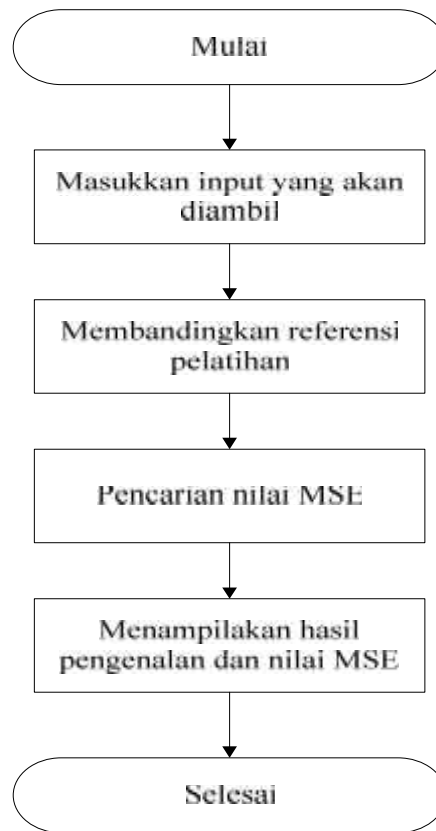 Mulai
Masukkan input yang akan
diambil
Membandingkan referensi
pelatihan
Pencarian nilai MSE
Menampilakan hasil
pengenalan dan nilai MSE
Selesai